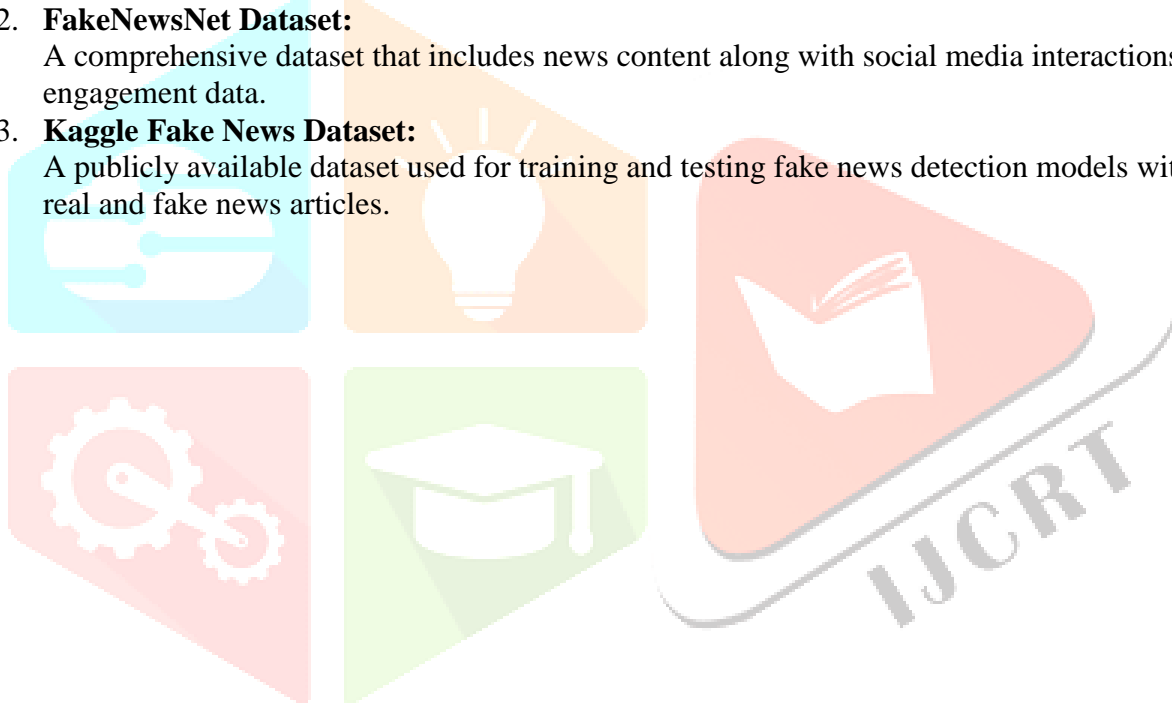 2. FakeNewsNet Dataset:
A comprehensive dataset that includes news content along with social media interactions
engagement data.
3. Kaggle Fake News Dataset:
A publicly available dataset used for training and testing fake news detection models
real and fake news articles.
IJCRT